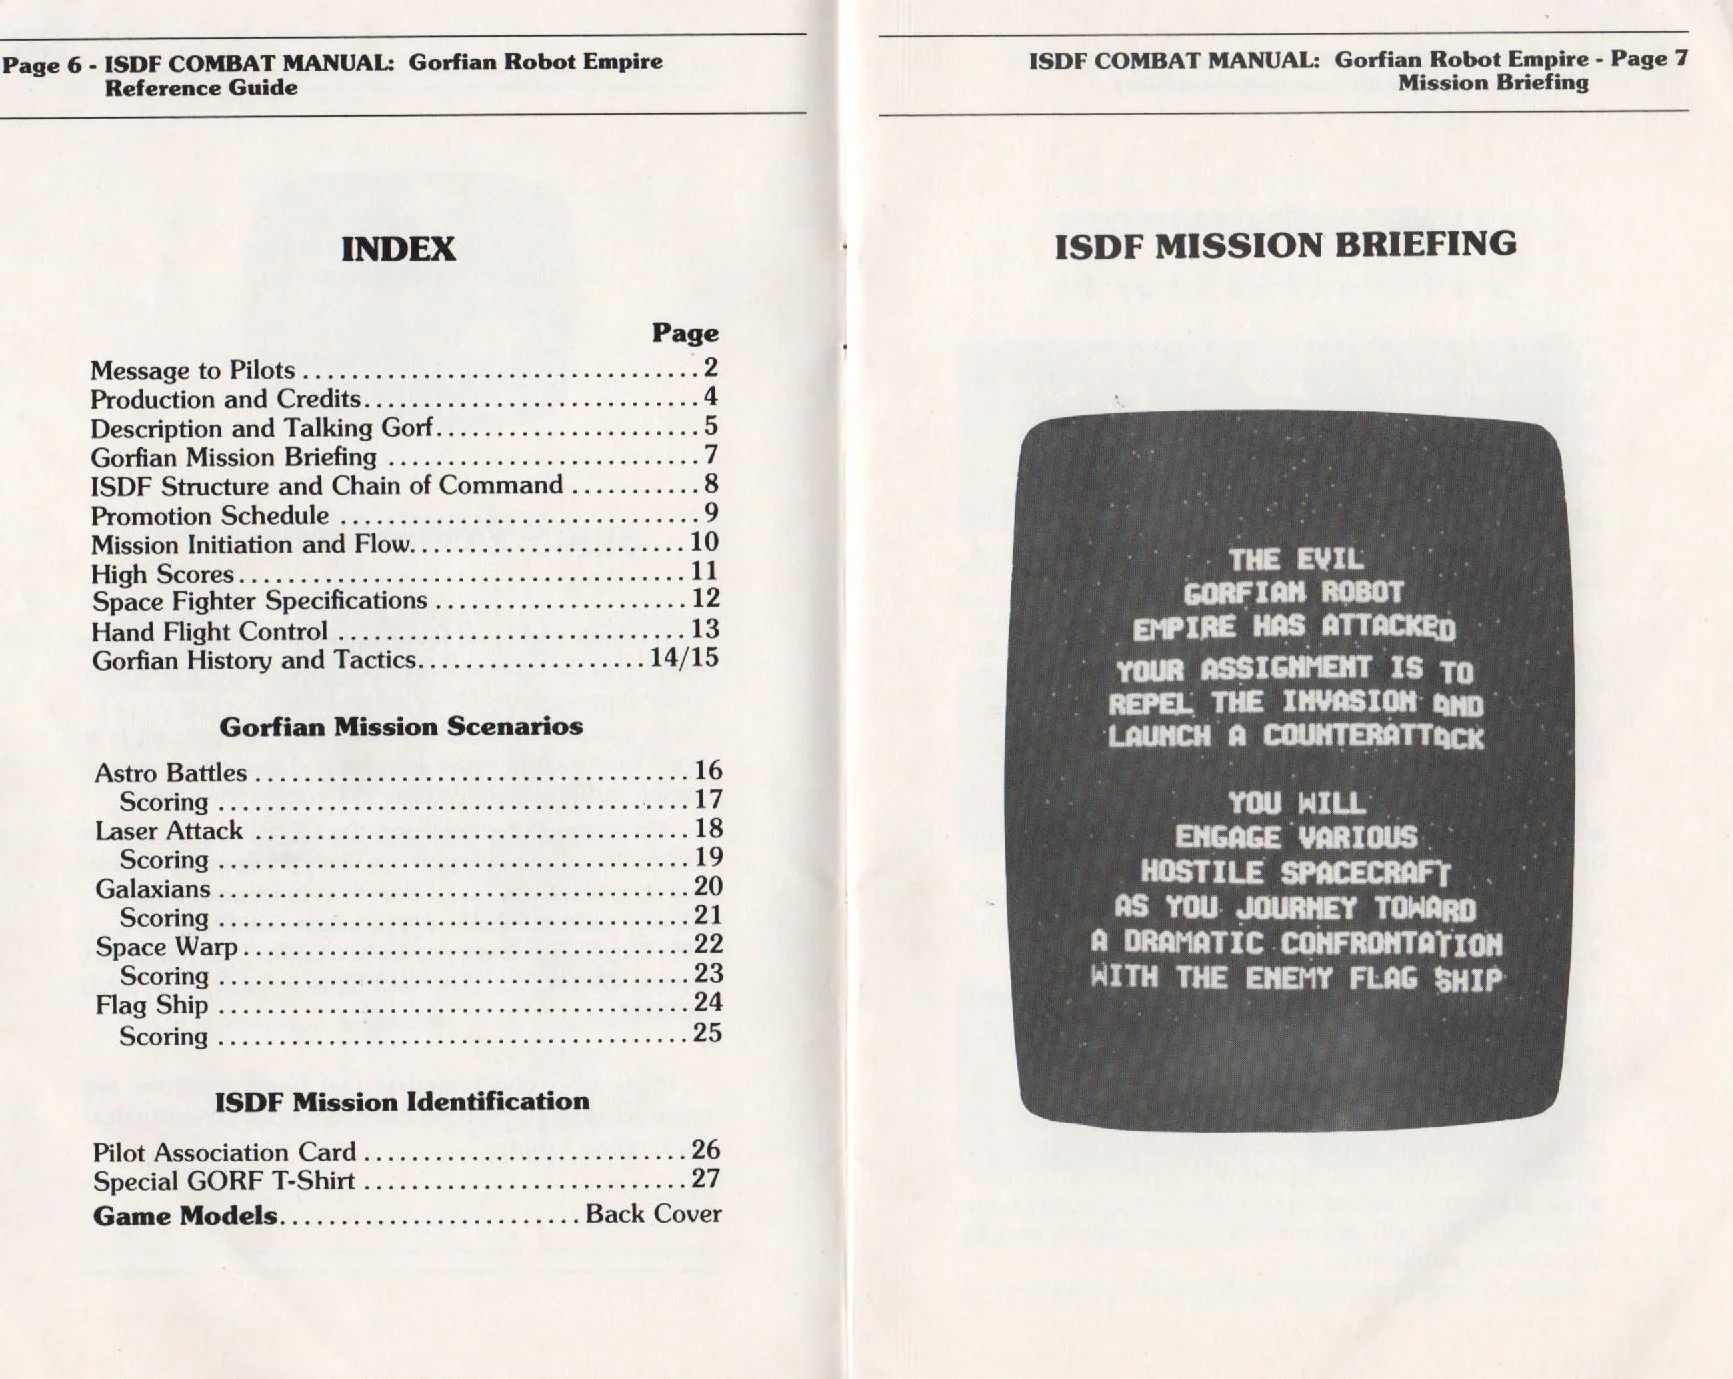 Page 6 - ISDF COMBAT MANUAL: Gorfian Robot Empire
Reference Guide
INDEX
Page
Message to Pilots ................................. 2
Production and Credits............................ 4
Description and Talking Gorf...................... 5
Gorfian Mission Briefing .......................... 7
ISDF Structure and Chain of Command ........... 8
Promotion Schedule .............................. 9
Mission Initiation and Flow....................... 10
High Scores..................................... 11
Space Fighter Specifications ..................... 12
Hand Flight Control ............................. 13
Gorfian History and Tactics................... 14/15
Gorfian Mission Scenarios
Astro Battles .................................... 16
Scoring ....................................... 17
Laser Attack .................................... 18
Scoring ....................................... 19
Galaxians ....................................... 20
Scoring ....................................... 21
Space Warp..................................... 22
Scoring ....................................... 23
Flag Ship ....................................... 24
Scoring ....................................... 25
ISDF Mission Identification
Pilot Association Card ........................... 26
Special GORF T-Shirt ........................... 27
Game Models......................... Back Cover
ISDF COMBAT MANUAL: Gorfian Robot Empire - Page 7
Mission Briefing
ISDF MISSION BRIEFING
THE EVIL
GORFIAN ROBOT
EMPIRE HAS ATTACKED
YOUR ASSIGNMENT IS TO
REPEL THE INVASION AND
LAUNCH A COUNTERATTACK
YOU WILL
ENGAGE VARIOUS
HOSTILE SPACECRAFT
AS YOU JOURNEY TOWARD
A DRAMATIC CONFRONTATION
WITH THE ENEMY FLAG SHIP